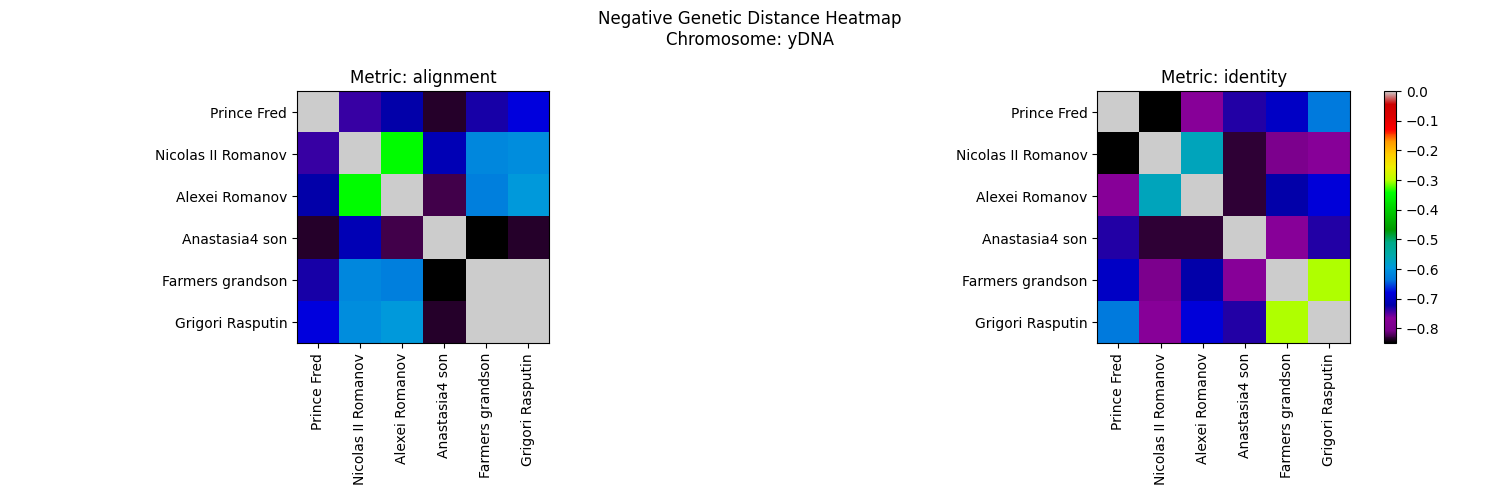 Negative Genetic Distance Heatmap
Chromosome: yDNA
Metric: alignment
Prince Fred
Nicolas II Romanov
Alexei Romanov
Anastasia4 son
Farmers grandson
Grigori Rasputin
Prince Fred
Nicolas II Romanov
Alexei Romanov
Anastasia4 son
Farmers grandson
Grigori Rasputin
Metric: identity
Prince Fred
Nicolas II Romanov
Alexei Romanov
Anastasia4 son
Farmers grandson
Grigori Rasputin
Prince Fred
Nicolas II Romanov
Alexei Romanov
Anastasia4 son
Farmers grandson
Grigori Rasputin
0.0
−0.1
−0.2
−0.3
−0.4
−0.5
−0.6
−0.7
−0.8